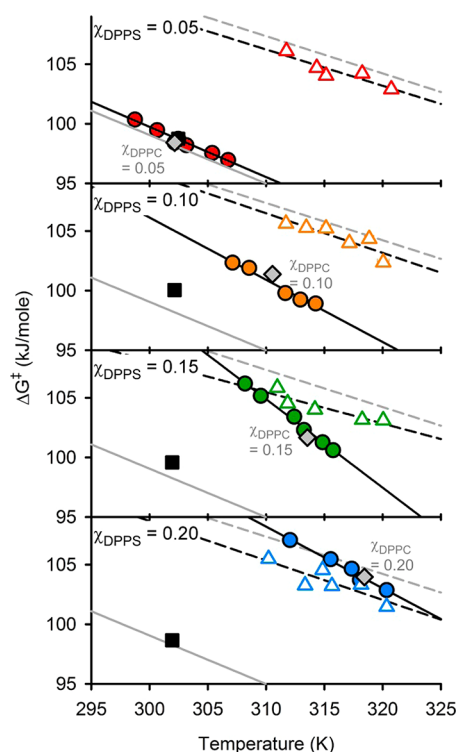 χDPPS = 0.05
105
100
χDPPC
= 0.05
95
χDPPS = 0.10
105
χDPPC
= 0.10
100
95
χDPPS = 0.15
105
χDPPC
= 0.15
100
95
χDPPS = 0.20
χDPPC
= 0.20
105
100
95
295 300 305 310 315 320 325
Temperature (K)
ΔG‡ (kJ/mole)